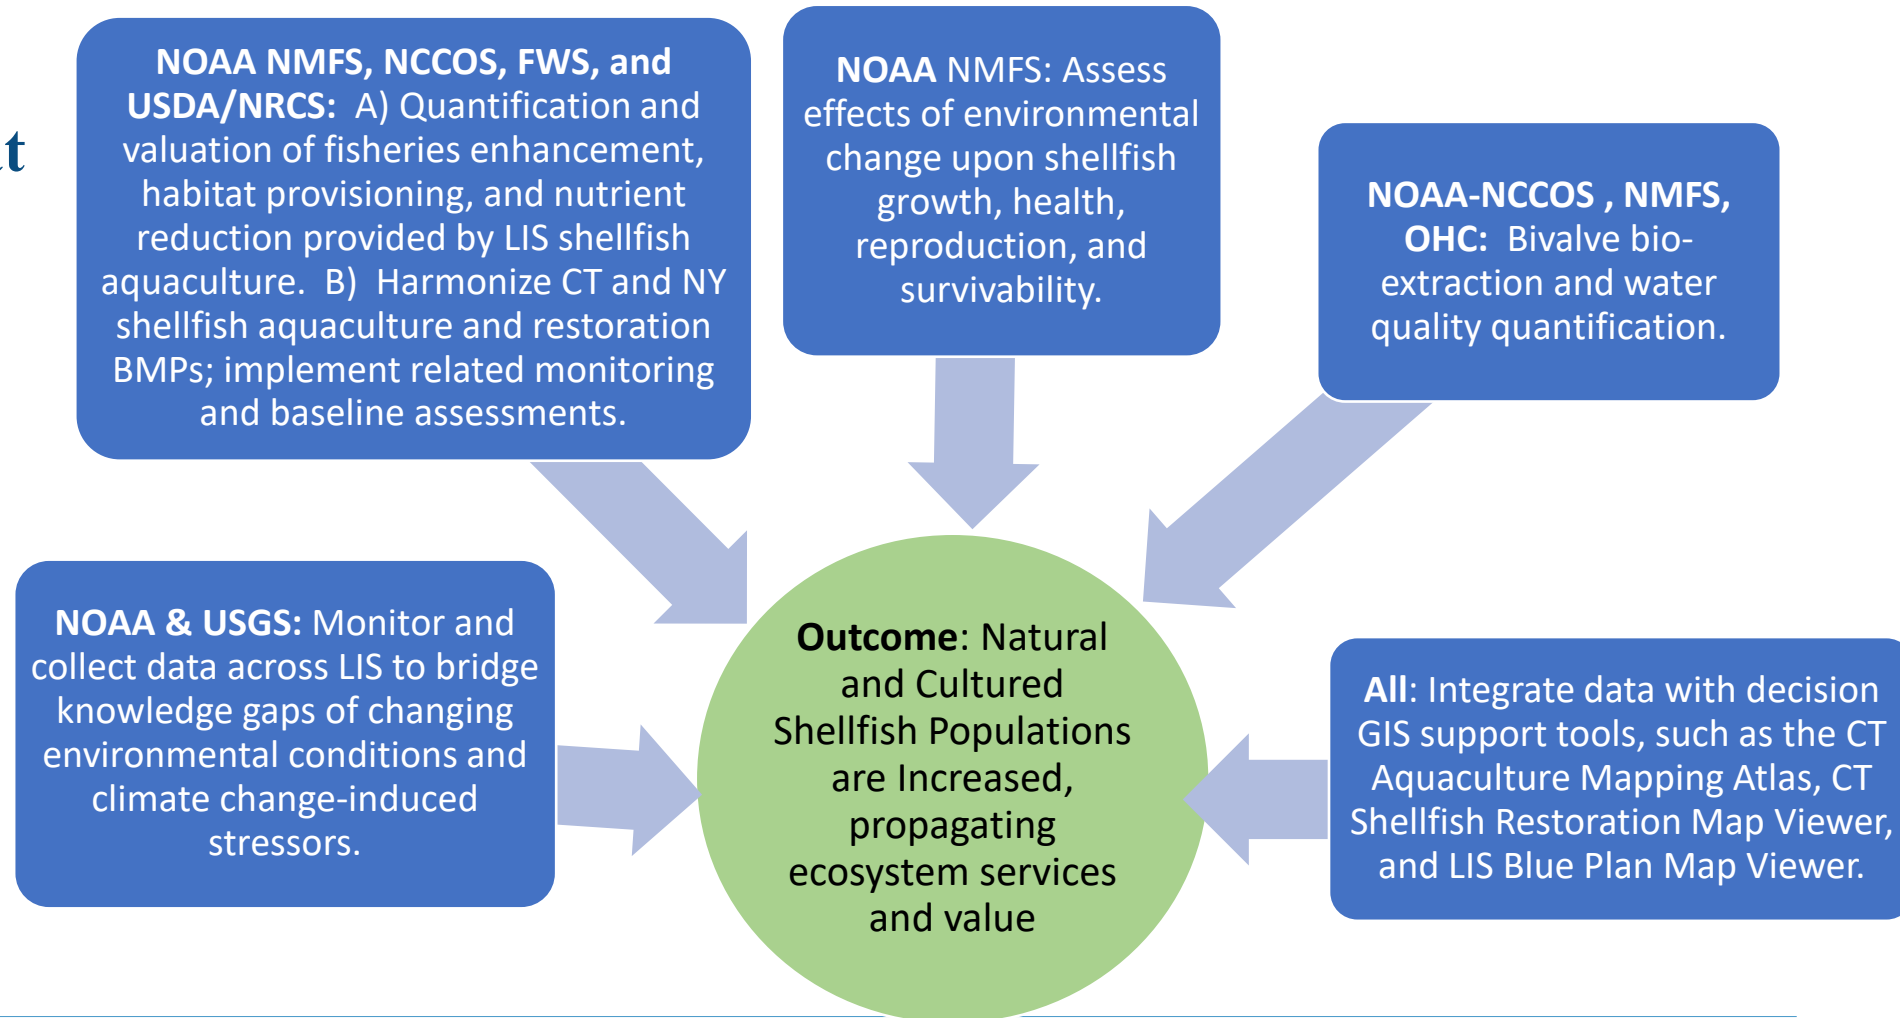 NOAA NMFS, NCCOS, FWS, and
USDA/NRCS: A) Quantification and
valuation of fisheries enhancement,
habitat provisioning, and nutrient
reduction provided by LIS shellfish
aquaculture. B) Harmonize CT and NY
shellfish aquaculture and restoration
BMPs; implement related monitoring
and baseline assessments.
NOAA NMFS: Assess
effects of environmental
change upon shellfish
growth, health,
reproduction, and
survivability.
NOAA-NCCOS , NMFS,
OHC: Bivalve bio-
extraction and water
quality quantification.
NOAA & USGS: Monitor and
collect data across LIS to bridge
knowledge gaps of changing
environmental conditions and
climate change-induced
stressors.
Outcome: Natural
and Cultured
Shellfish Populations
are Increased,
propagating
ecosystem services
and value
All: Integrate data with decision
GIS support tools, such as the CT
Aquaculture Mapping Atlas, CT
Shellfish Restoration Map Viewer,
and LIS Blue Plan Map Viewer.